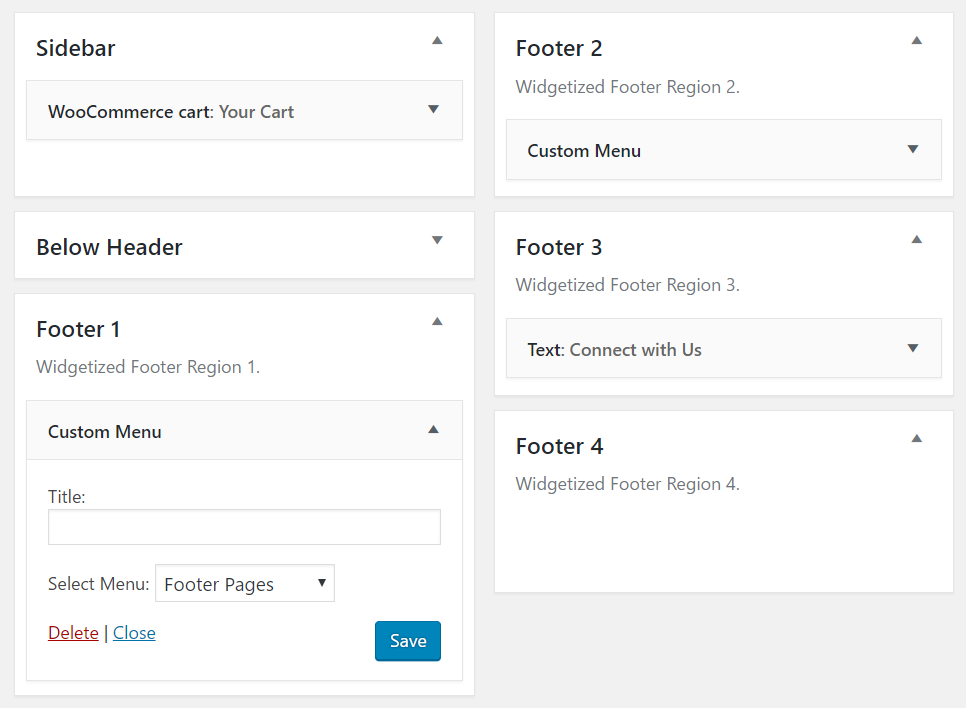 Sidebar
WooCommerce cart: Your Cart
Below Header
Footer 1
Widgetized Footer Region 1.
Custom Menu
Title:
Select Menu: Footer Pages
Delete | Close
Save
Footer 2
Widgetized Footer Region 2.
Custom Menu
Footer 3
Widgetized Footer Region 3.
Text: Connect with Us
Footer 4
Widgetized Footer Region 4.